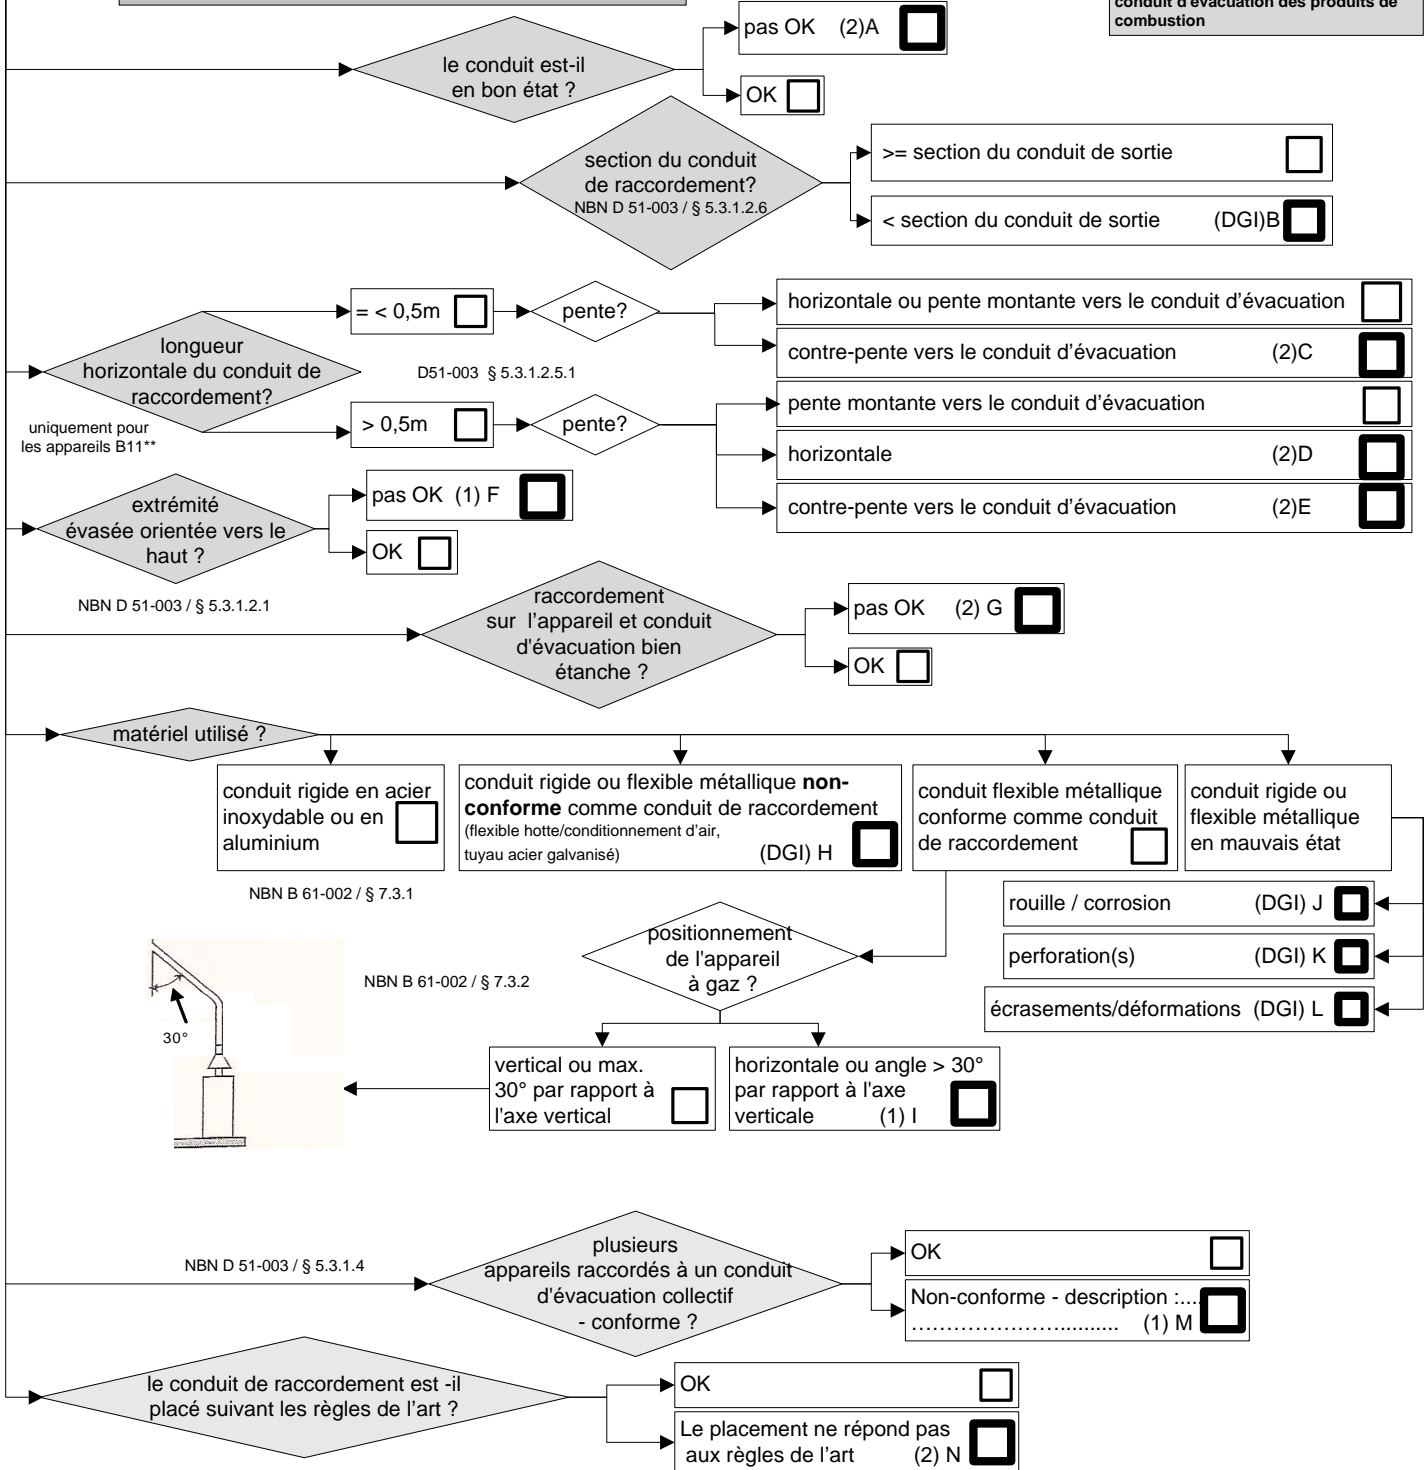 conduit d'évacuation des produits de
combustion
pas OK (2)A
le conduit est-il
en bon état ?
OK
section du conduit
de raccordement?
NBN D 51-003 / § 5.3.1.2.6
>= section du conduit de sortie
< section du conduit de sortie (DGI)B
= < 0,5m
pente?
horizontale ou pente montante vers le conduit d'évacuation
contre-pente vers le conduit d'évacuation (2)C
longueur
horizontale du conduit de
raccordement?
D51-003 § 5.3.1.2.5.1
uniquement pour
les appareils B11**
> 0,5m
pente?
pente montante vers le conduit d'évacuation
horizontale (2)D
contre-pente vers le conduit d'évacuation (2)E
extrémité
évasée orientée vers le
haut ?
pas OK (1) F
OK
NBN D 51-003 / § 5.3.1.2.1
raccordement
sur l'appareil et conduit
d'évacuation bien
étanche ?
pas OK (2) G
OK
matériel utilisé ?
conduit rigide en acier
inoxydable ou en
aluminium
conduit rigide ou flexible métallique non-
conforme comme conduit de raccordement
(flexible hotte/conditionnement d'air,
tuyau acier galvanisé) (DGI) H
conduit flexible métallique
conforme comme conduit
de raccordement
conduit rigide ou
flexible métallique
en mauvais état
NBN B 61-002 / § 7.3.1
rouille / corrosion (DGI) J
perforation(s) (DGI) K
écrasements/déformations (DGI) L
positionnement
de l'appareil
à gaz ?
NBN B 61-002 / § 7.3.2
30°
vertical ou max.
30° par rapport à
l'axe vertical
horizontale ou angle > 30°
par rapport à l'axe
verticale (1) I
NBN D 51-003 / § 5.3.1.4
plusieurs
appareils raccordés à un conduit
d'évacuation collectif
- conforme ?
OK
Non-conforme - description :....
………………….......... (1) M
le conduit de raccordement est -il
placé suivant les règles de l'art ?
OK
Le placement ne répond pas
aux règles de l'art (2) N